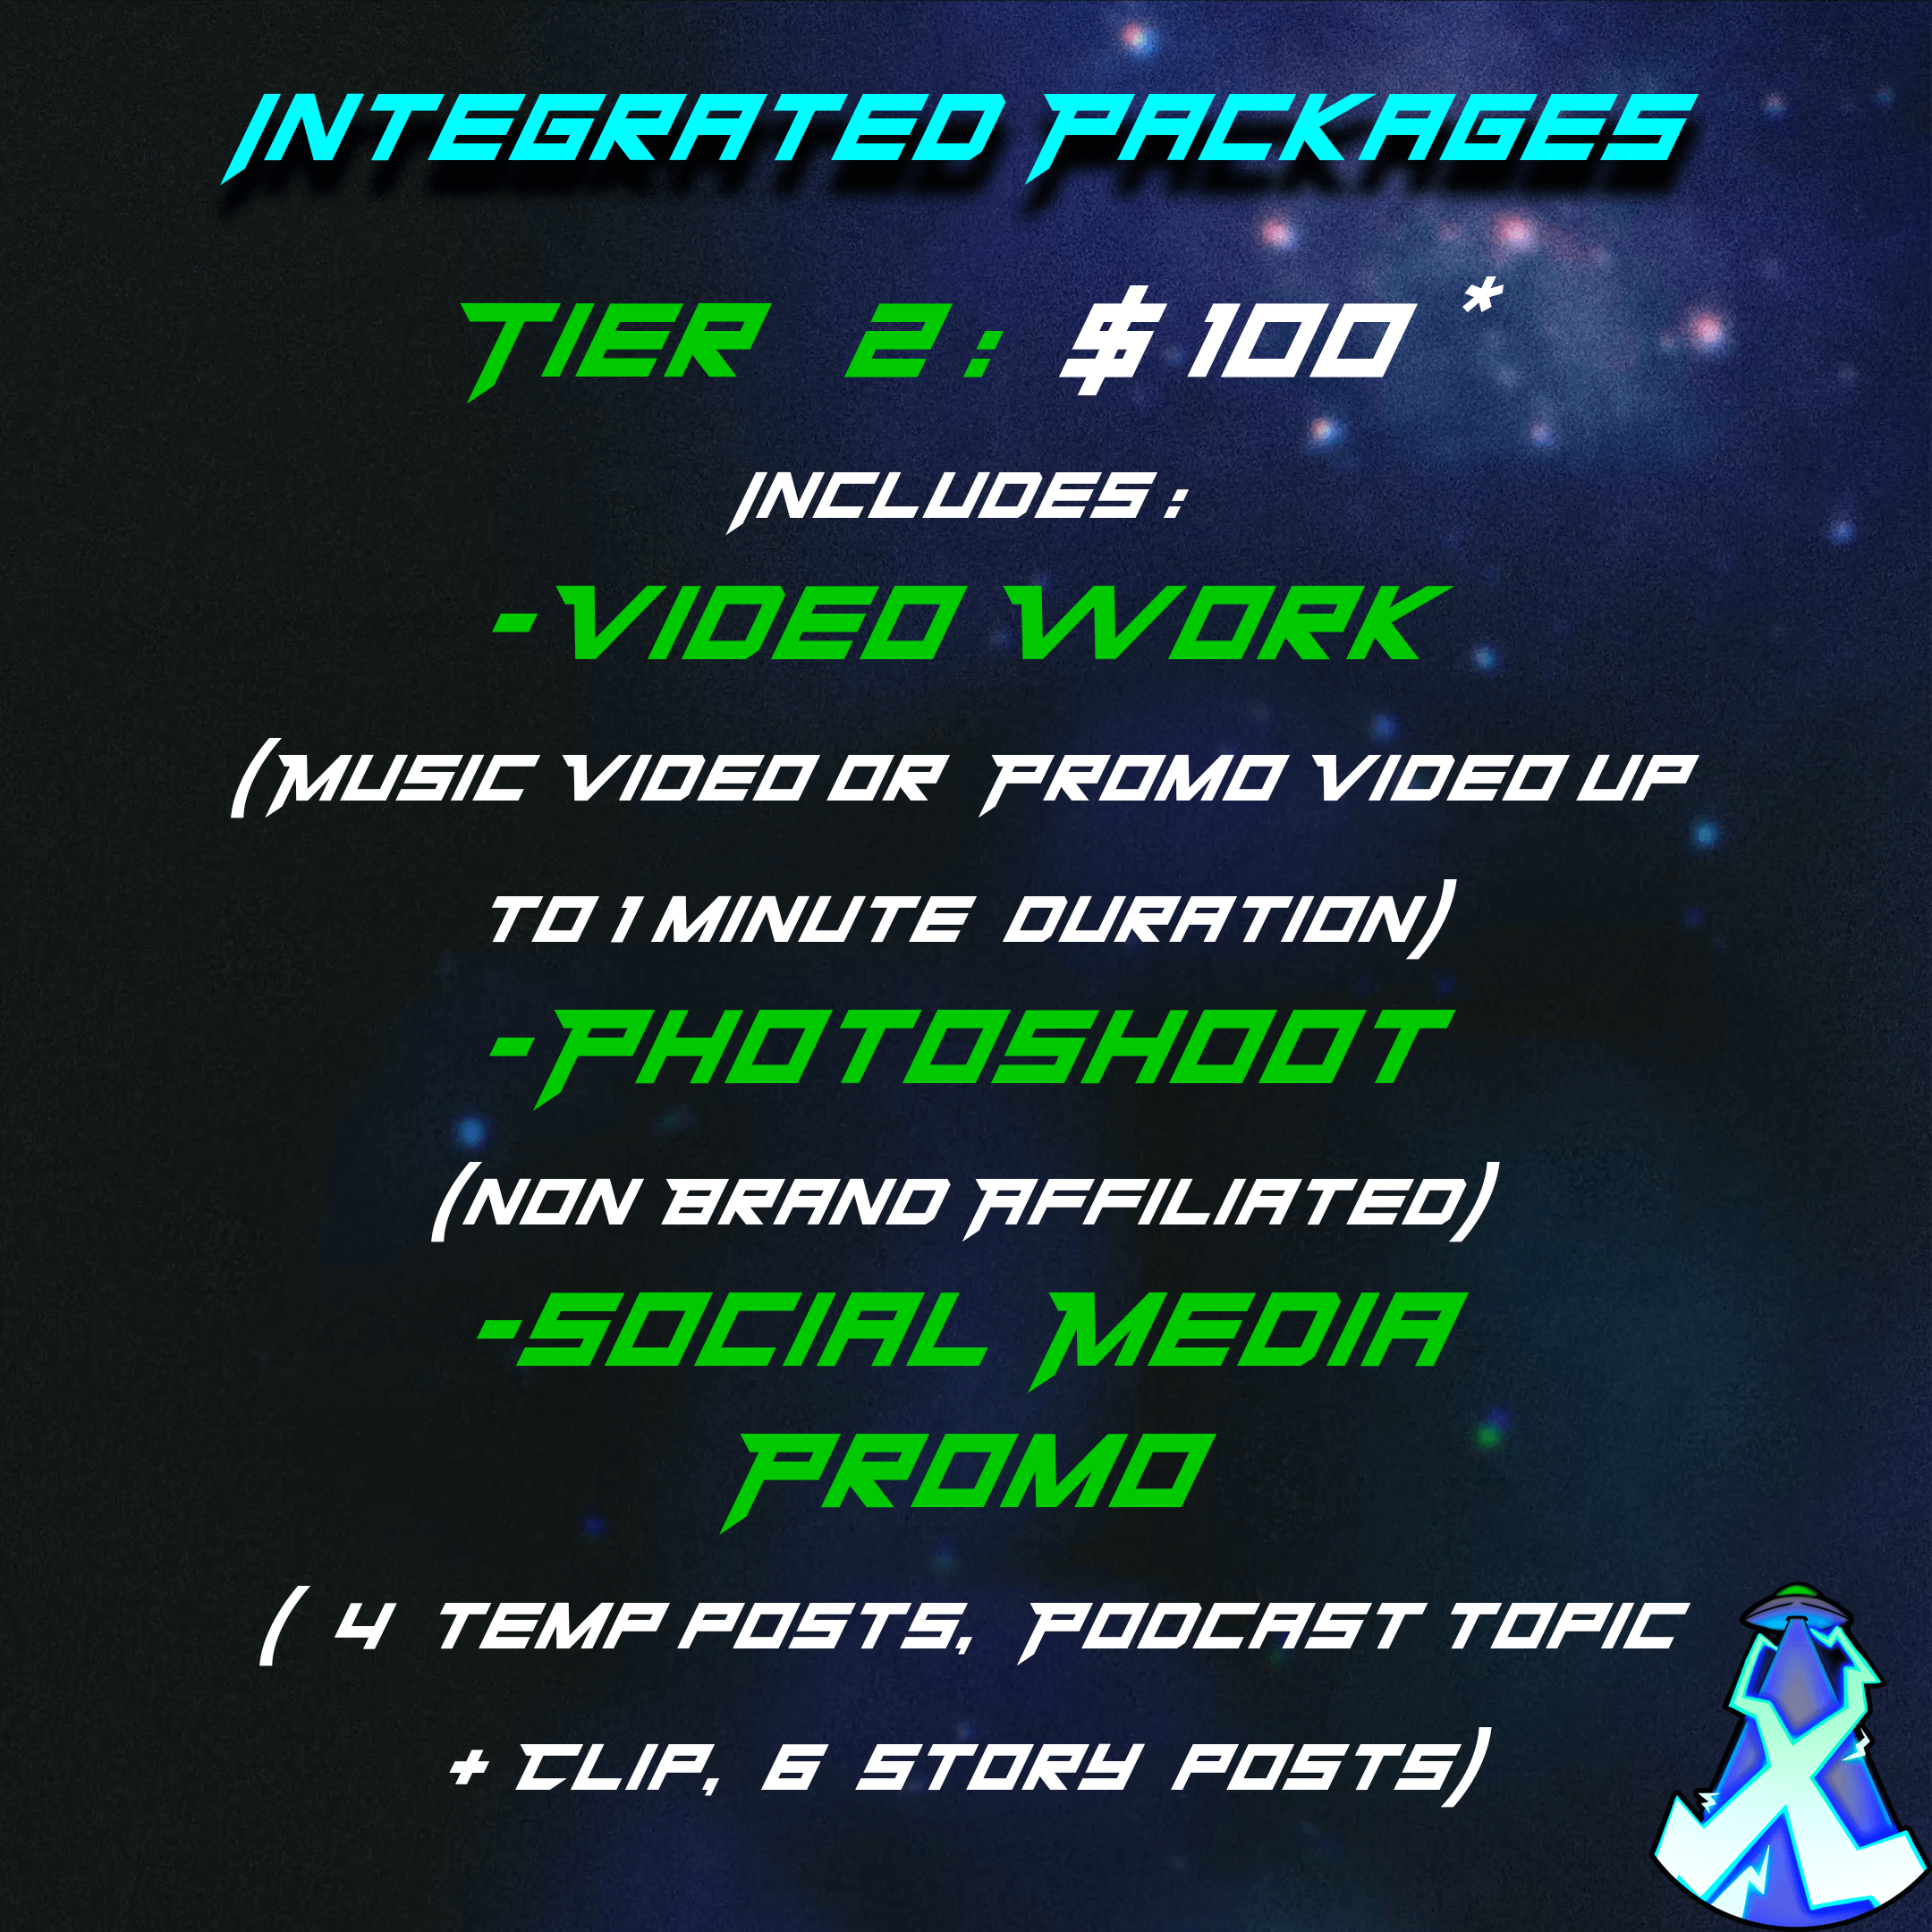 Integrated Packages
Tier 2: $100 *
Includes:
-Video Work
(Music Video or Promo Video up
to 1 minute duration)
-Photoshoot
(non Brand Affiliated)
-Social Media
Promo
( 4 temp posts, Podcast topic
+ Clip, 6 story posts)